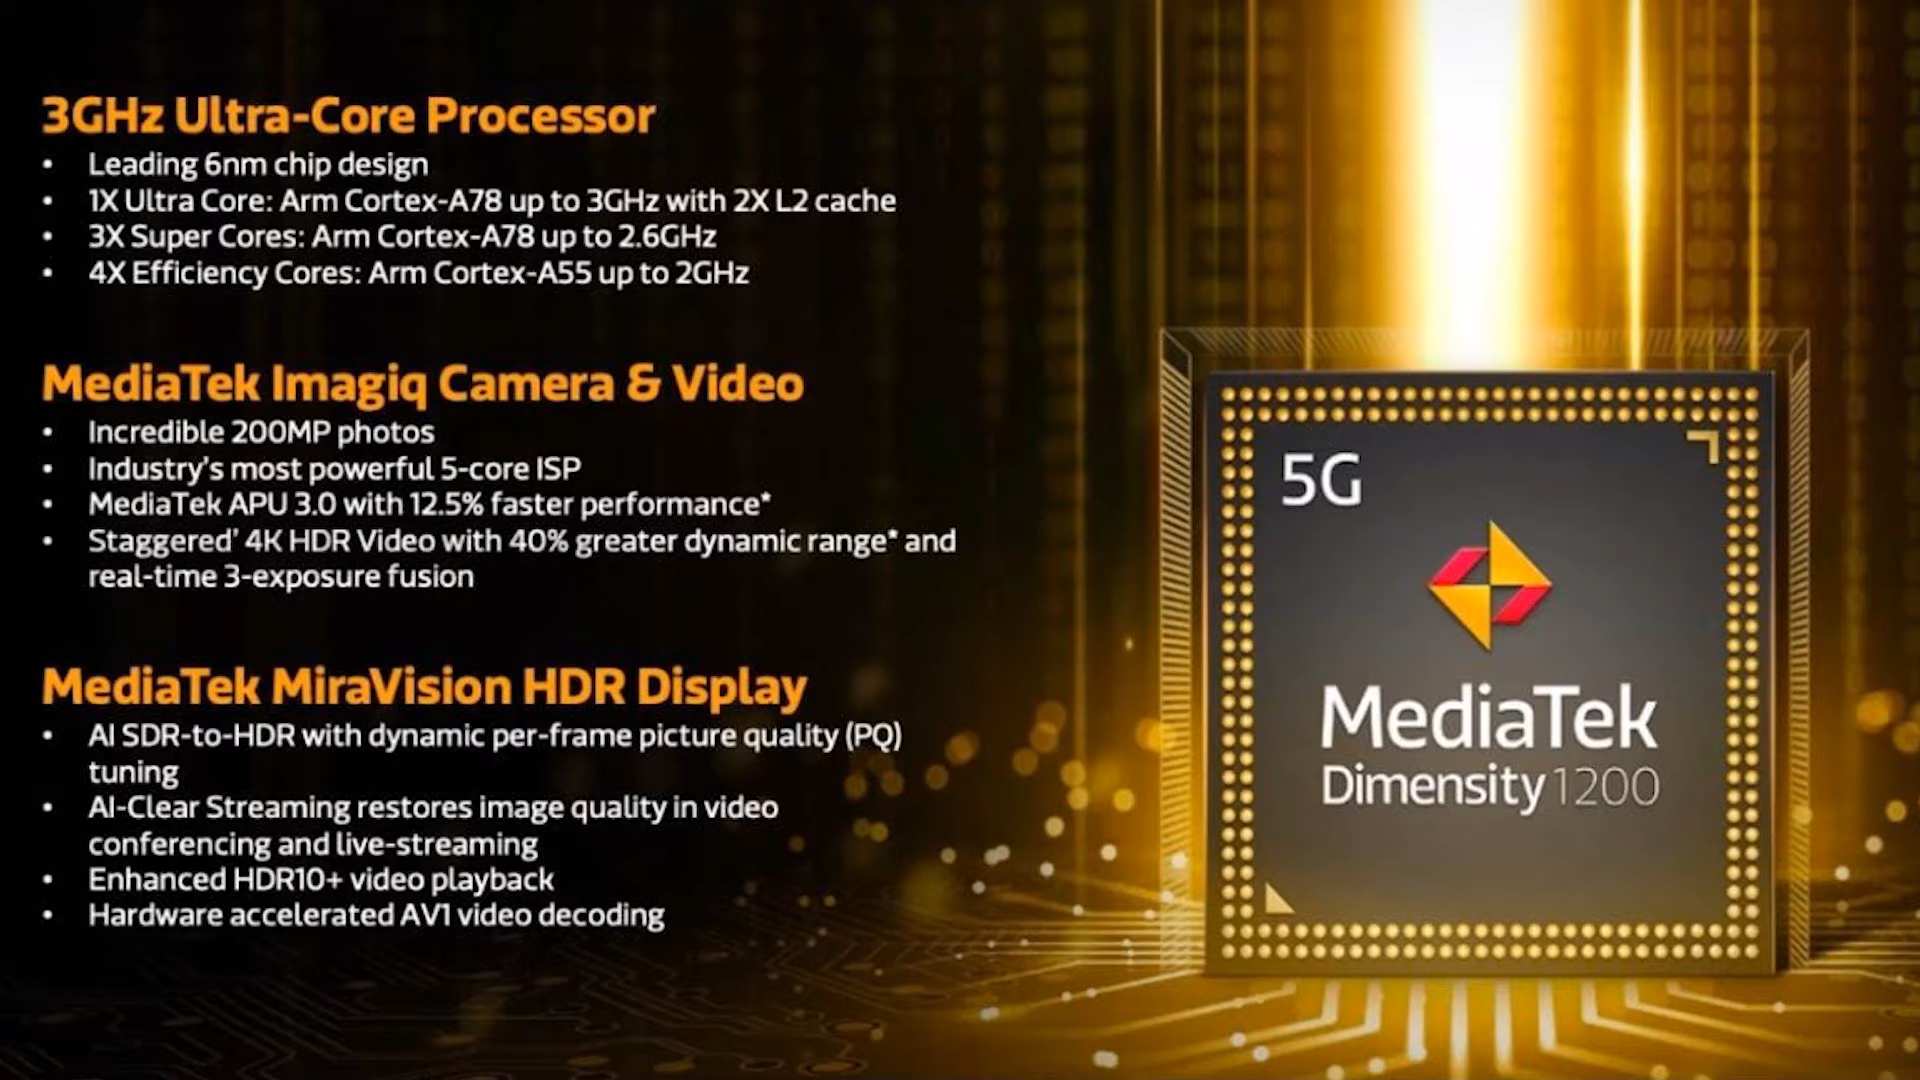 3GHz Ultra-Core Processor
• Leading 6nm chip design
• 1X Ultra Core: Arm Cortex-A78 up to 3GHz with 2X L2 cache
• 3X Super Cores: Arm Cortex-A78 up to 2.6GHz
• 4X Efficiency Cores: Arm Cortex-A55 up to 2GHz
MediaTek Imagiq Camera & Video
• Incredible 200MP photos
• Industry's most powerful 5-core ISP
• MediaTek APU 3.0 with 12.5% faster performance*
• Staggered’ 4K HDR Video with 40% greater dynamic range* and
real-time 3-exposure fusion
MediaTek MiraVision HDR Display
• AI SDR-to-HDR with dynamic per-frame picture quality (PQ)
tuning
• AI-Clear Streaming restores image quality in video
conferencing and live-streaming
• Enhanced HDR10+ video playback
• Hardware accelerated AV1 video decoding
5G
MediaTek
Dimensity 1200